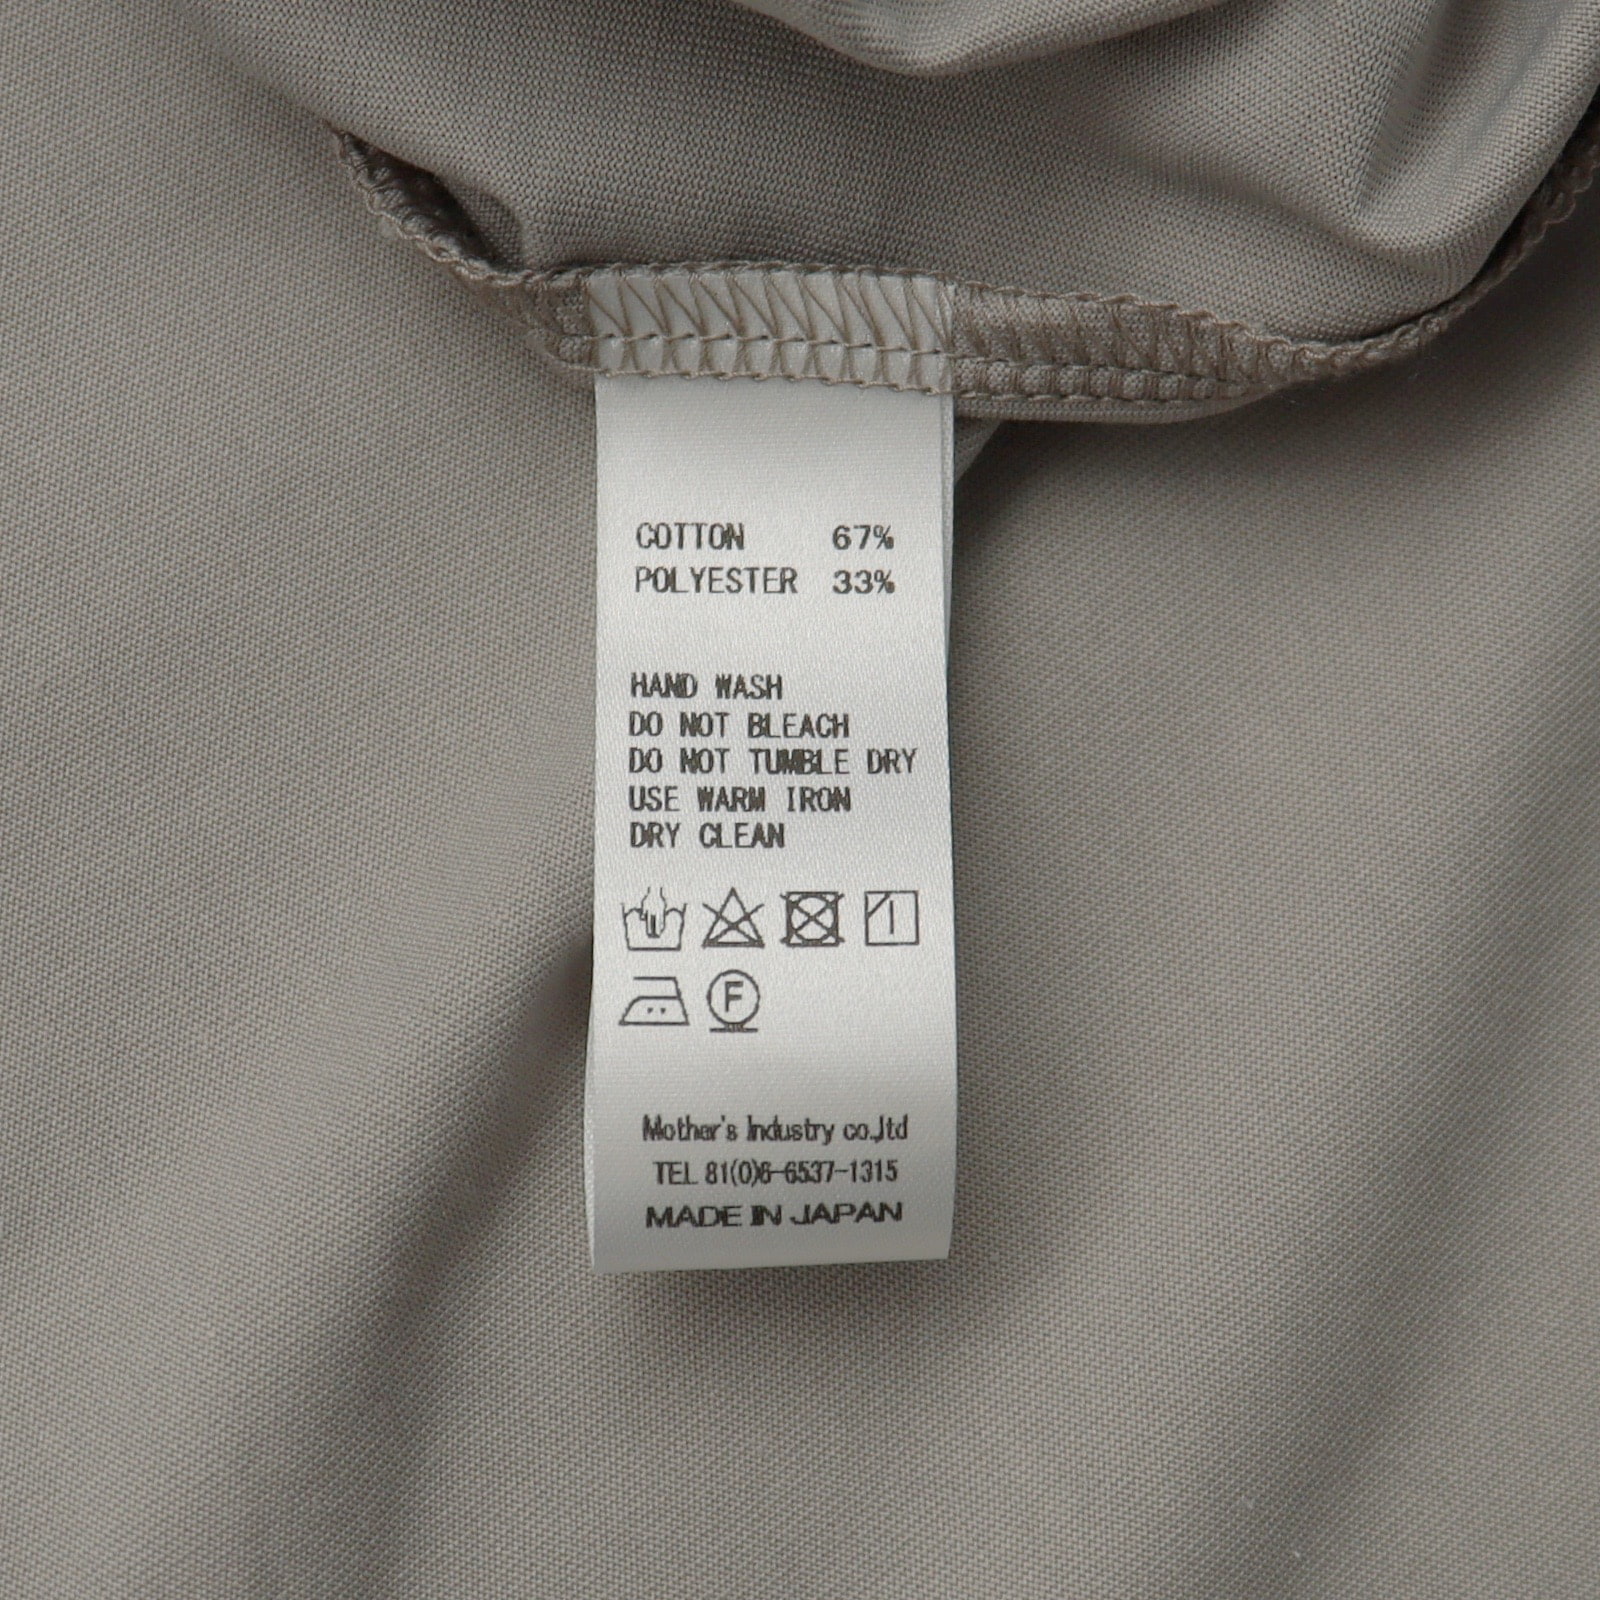 COTTON 67%
POLYESTER 33%
HAND WASH
DO NOT BLEACH
DO NOT TUMBLE DRY
USE WARM IRON
DRY CLEAN
F
Mother's Industry co.,ltd
TEL 81(0)6-6537-1315
MADE IN JAPAN